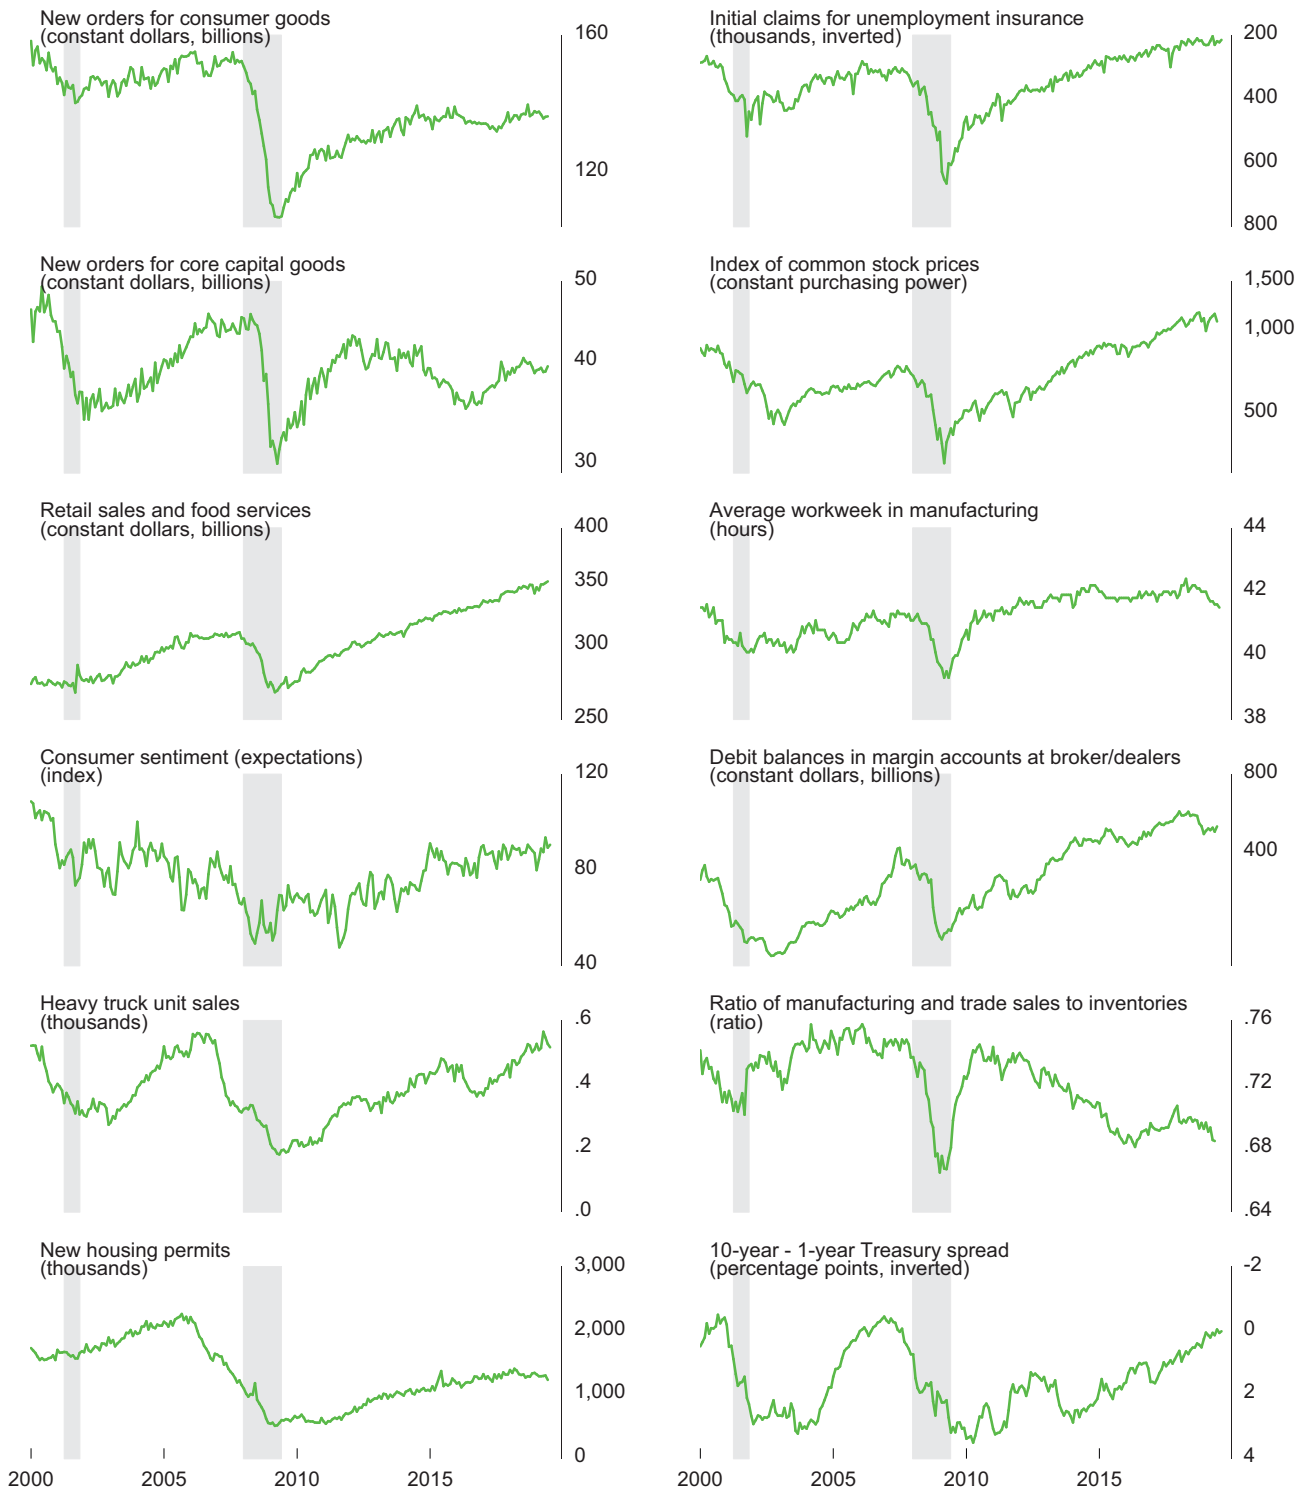 New orders for consumer goods
(constant dollars, billions)
160
120
Initial claims for unemployment insurance
(thousands, inverted)
200
400
600
800
New orders for core capital goods
(constant dollars, billions)
50
40
30
Index of common stock prices
(constant purchasing power)
1,500
1,000
500
Retail sales and food services
(constant dollars, billions)
400
350
300
250
Average workweek in manufacturing
(hours)
44
42
40
38
Consumer sentiment (expectations)
(index)
120
80
40
Debit balances in margin accounts at broker/dealers
(constant dollars, billions)
800
400
Heavy truck unit sales
(thousands)
.6
.4
.2
.0
Ratio of manufacturing and trade sales to inventories
(ratio)
.76
.72
.68
.64
New housing permits
(thousands)
3,000
2,000
1,000
0
2000 2005 2010 2015
10-year - 1-year Treasury spread
(percentage points, inverted)
-2
0
2
4
2000 2005 2010 2015